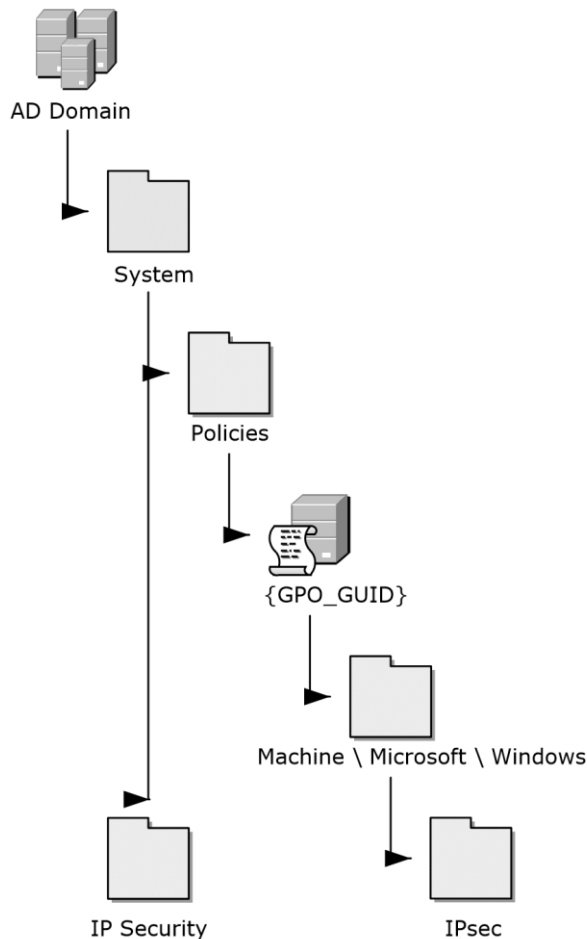 AD Domain
System
Policies
{GPO_GUID}
Machine \ Microsoft \ Windows
IP Security
IPsec